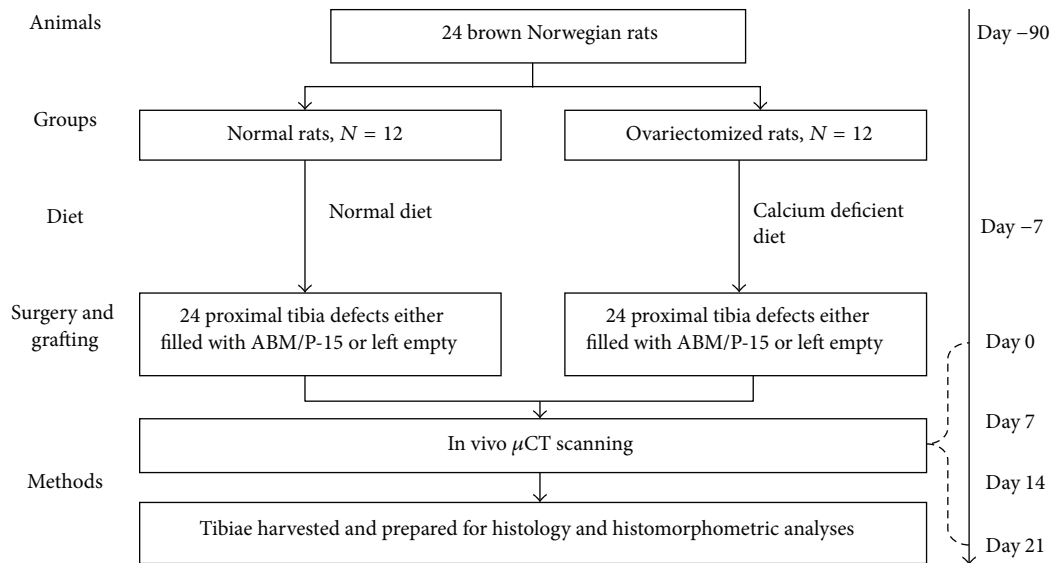 Animals
24 brown Norwegian rats
Day −90
Groups
Normal rats, N = 12
Ovariectomized rats, N = 12
Diet
Normal diet
Calcium deficient
diet
Day −7
Surgery and
grafting
24 proximal tibia defects either
filled with ABM/P-15 or left empty
24 proximal tibia defects either
filled with ABM/P-15 or left empty
Day 0
In vivo μCT scanning
Day 7
Methods
Day 14
Tibiae harvested and prepared for histology and histomorphometric analyses
Day 21